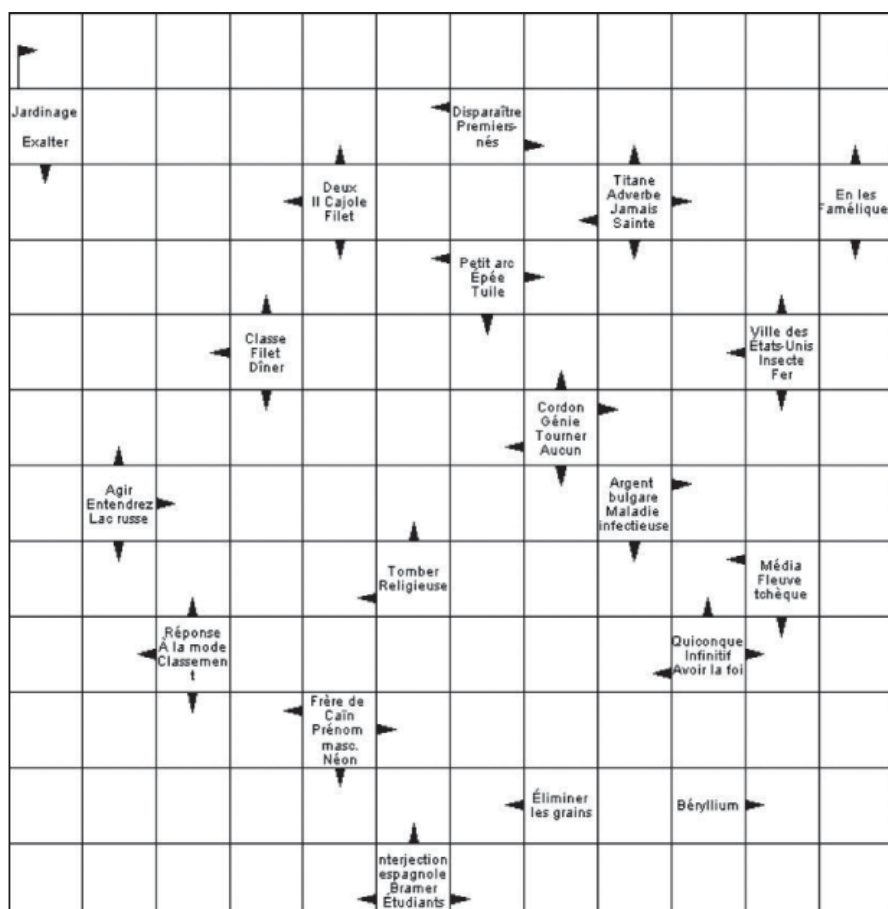 Jardinage
Exalter
Disparaître
Premiers-
nés
Deux
Il Cajole
Filet
Titane
Adverbe
Jamais
Sainte
En les
Famélique
Petit arc
Épée
Tuile
Classe
Filet
Dîner
Ville des
États-Unis
Insecte
Fer
Cordon
Génie
Tourner
Aucun
Agir
Entendrez
Lac russe
Argent
bulgare
Maladie
infectieuse
Tomber
Religieuse
Média
Fleuve
tchèque
Réponse
À la mode
Classemen
t
Quiconque
Infinitif
Avoir la foi
Frère de
Caïn
Prénom
masc.
Néon
Éliminer
les grains
Béryllium
nterjection
espagnole
Bramer
Étudiants